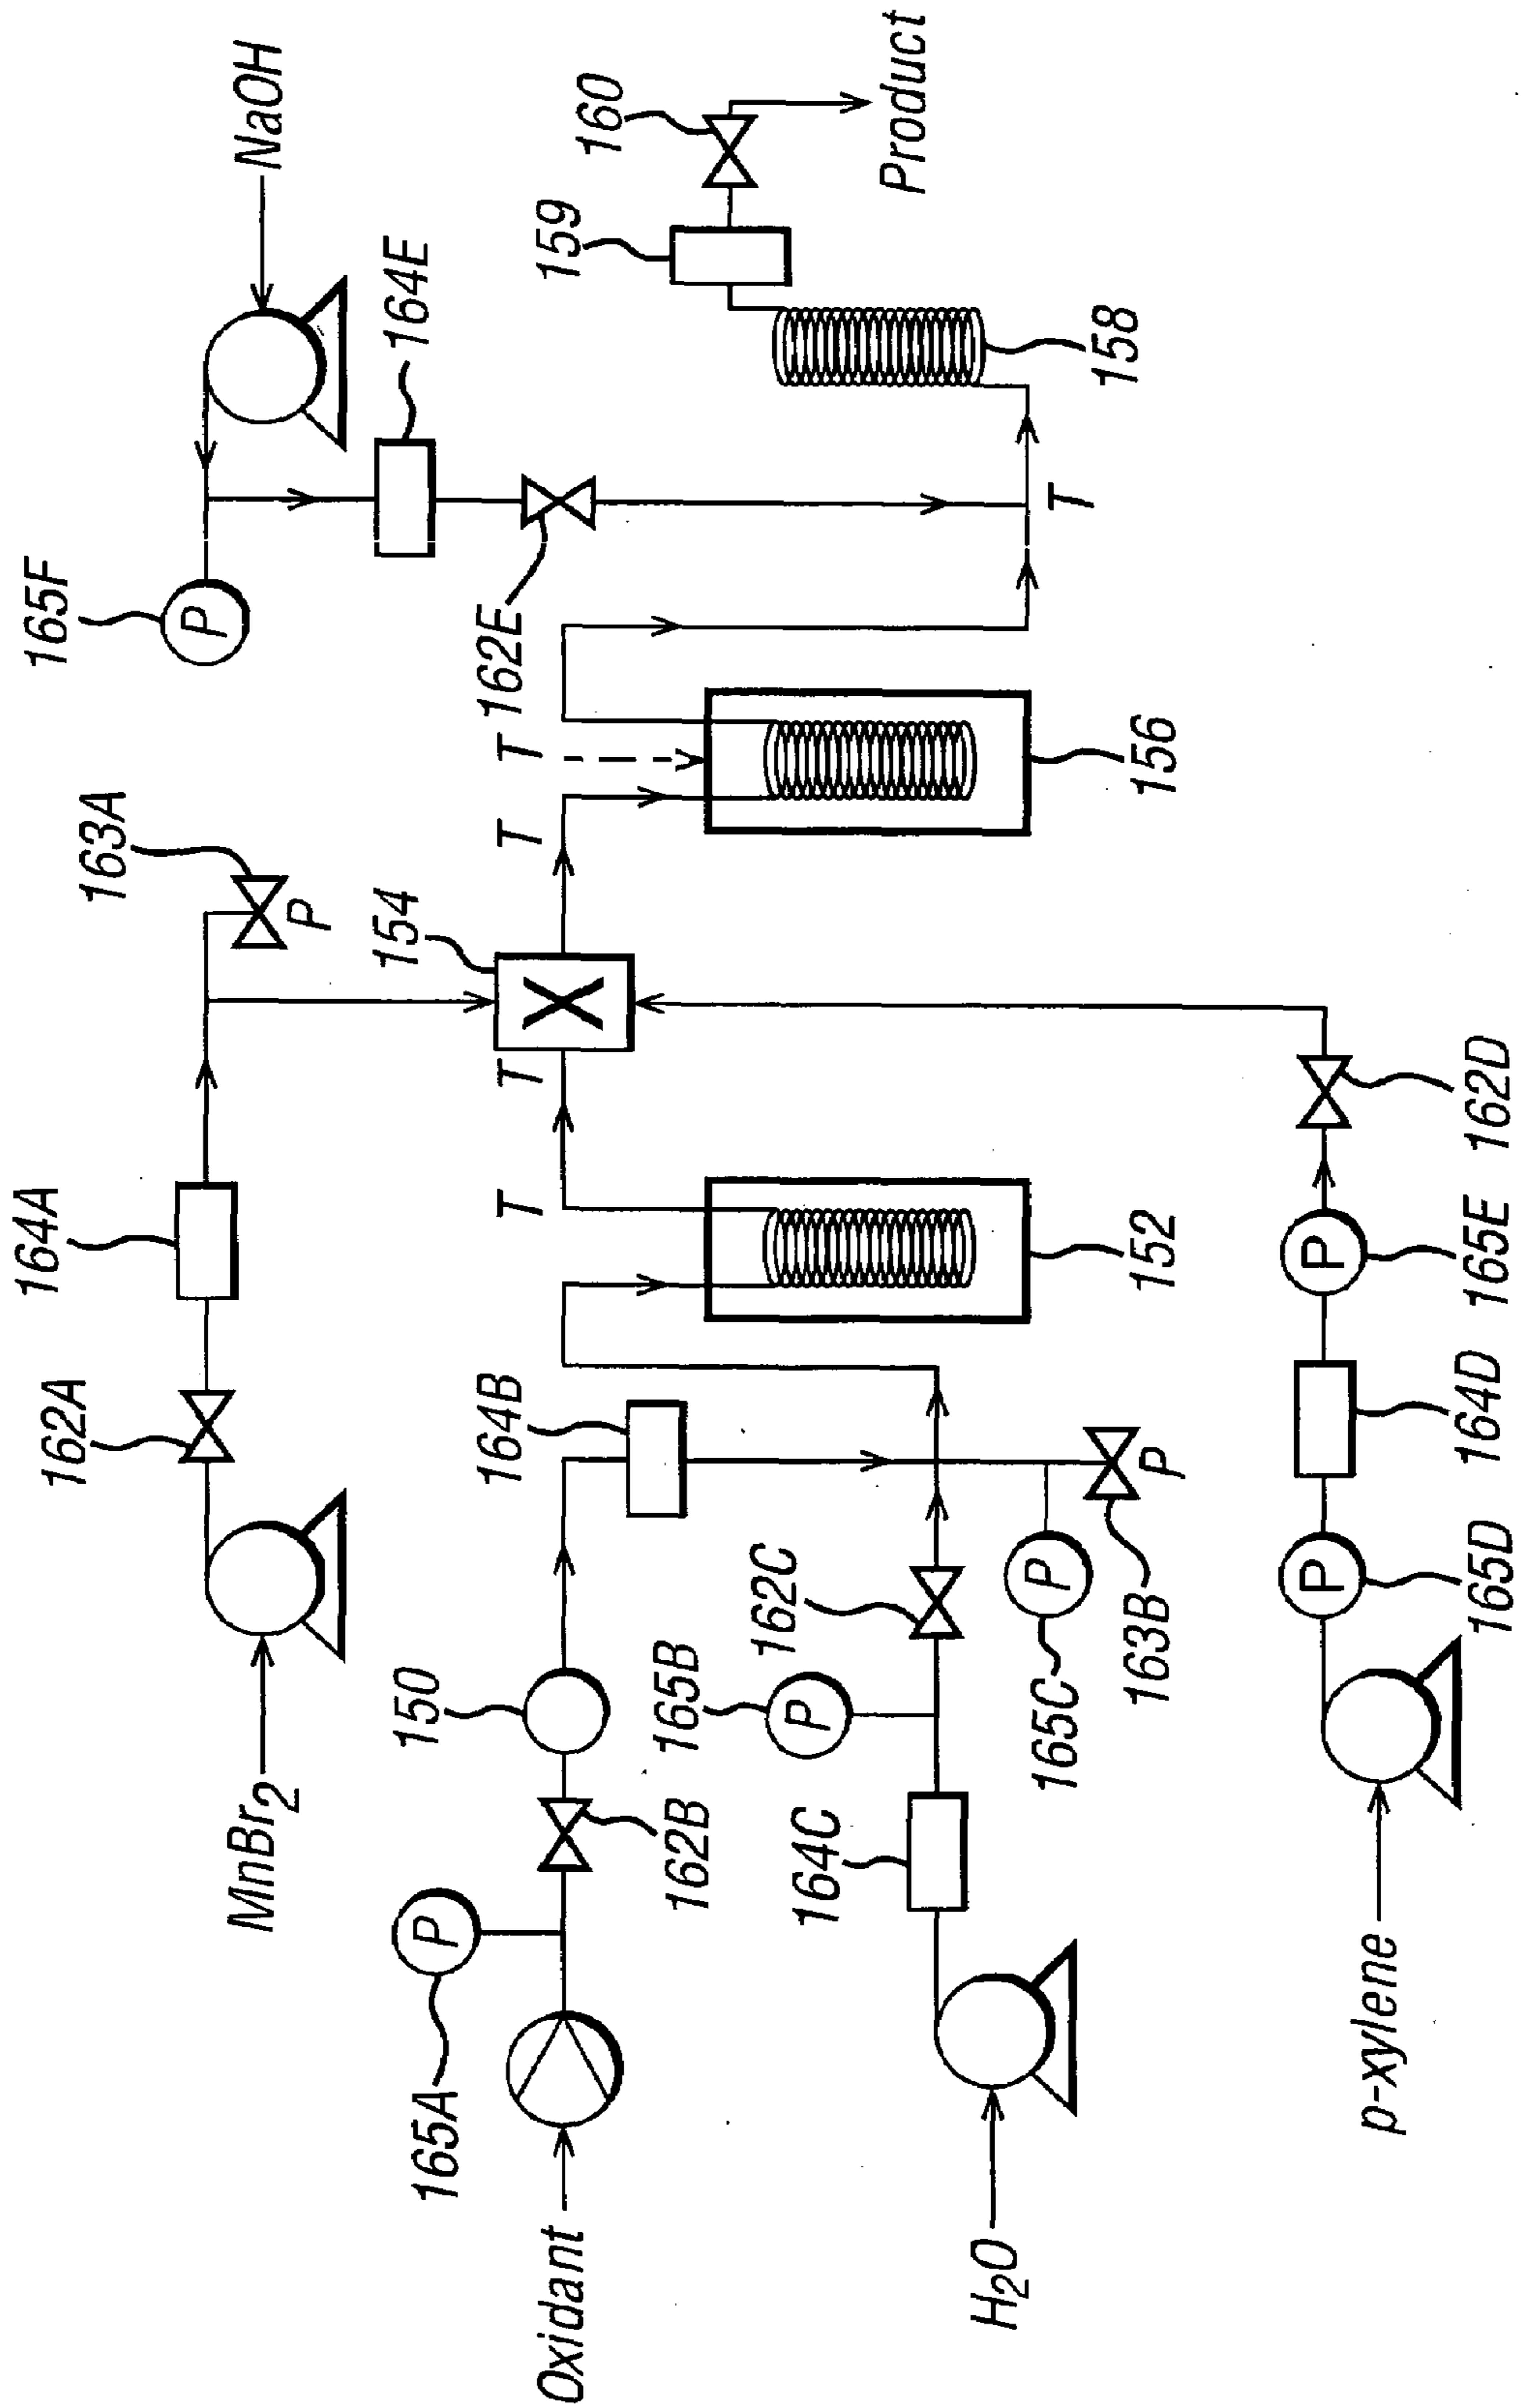 164A
165F
162A
163A
P
MnBr2
NaOH
P
154
164E
150
165A
P
164B
T
T
X
T
T
162E
Oxidant
159
160
162B
165B
162C
P
164C
Product
H2O
165C
P
T
158
163B
P
152
156
P
P
p-xylene
165D
164D
165E
162D